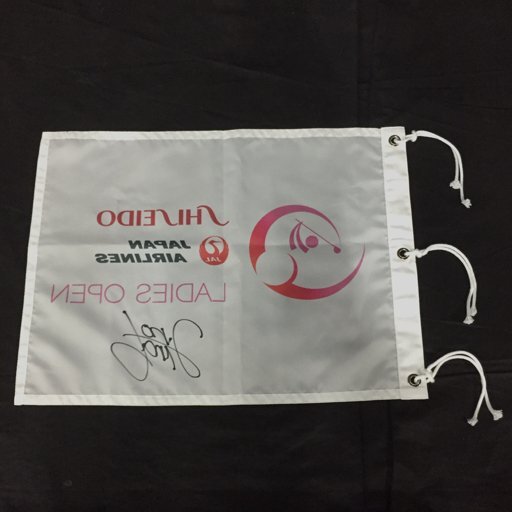 SHISEIDO
JAPAN
AIRLINES
JAL
LADIES OPEN